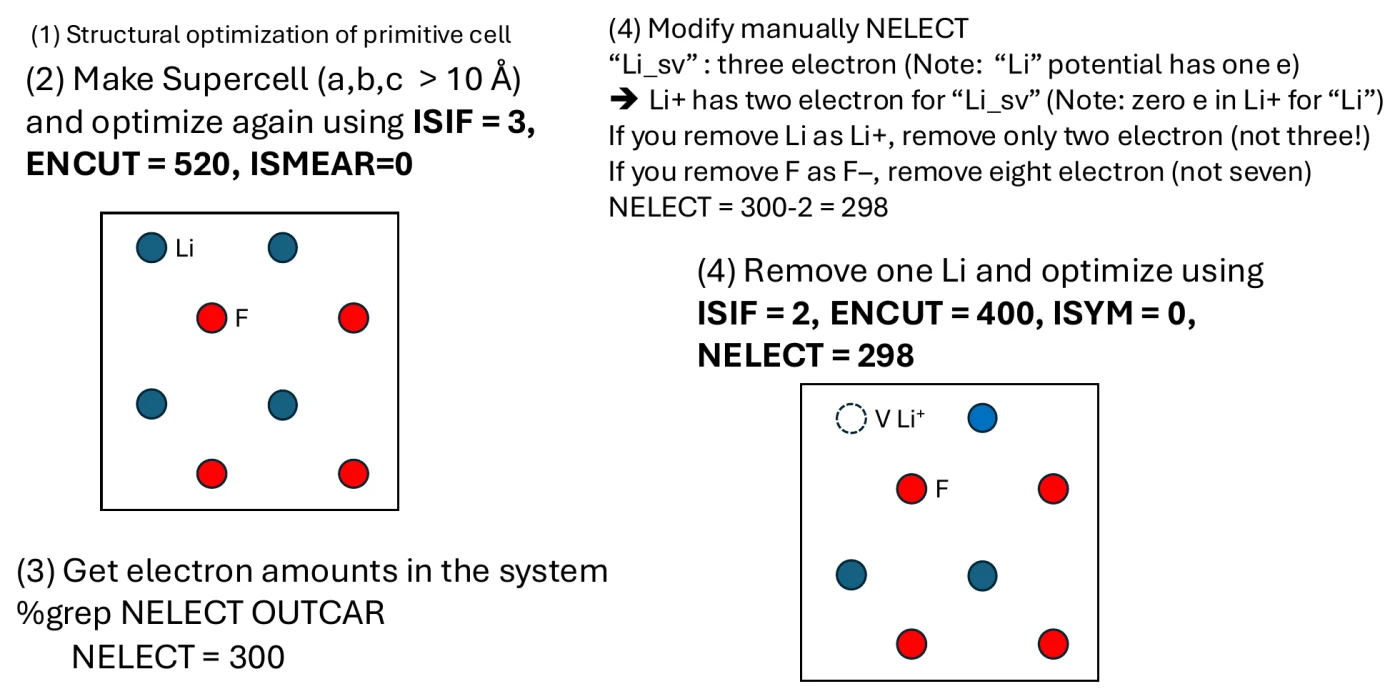 (1) Structural optimization of primitive cell
(2) Make Supercell (a,b,c > 10 Å)
and optimize again using ISIF = 3,
ENCUT = 520, ISMEAR=0
Li
F
(3) Get electron amounts in the system
%grep NELECT OUTCAR
NELECT = 300
(4) Modify manually NELECT
“Li_sv” : three electron (Note: “Li” potential has one e)
➔ Li+ has two electron for “Li_sv” (Note: zero e in Li+ for “Li”)
If you remove Li as Li+, remove only two electron (not three!)
If you remove F as F–, remove eight electron (not seven)
NELECT = 300-2 = 298
(4) Remove one Li and optimize using
ISIF = 2, ENCUT = 400, ISYM = 0,
NELECT = 298
V Li⁺
F